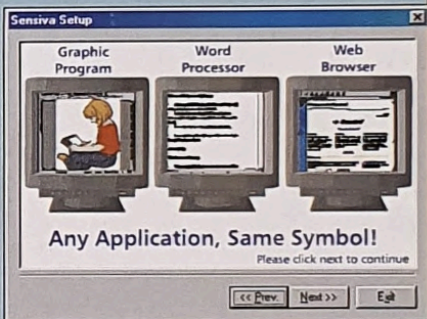 Sensiva Setup
Graphic
Program
Word
Processor
Web
Browser
Any Application, Same Symbol!
Please click next to continue
<< Prev.
Next >>
Exit